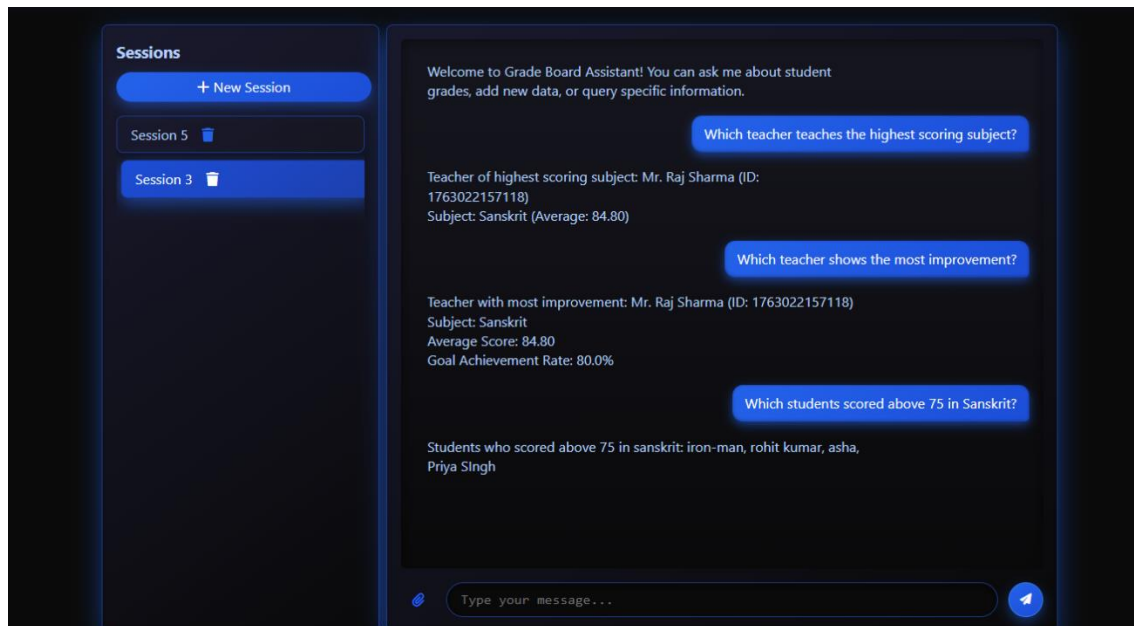 Sessions
+ New Session
Session 5
Session 3
Welcome to Grade Board Assistant! You can ask me about student
grades, add new data, or query specific information.
Which teacher teaches the highest scoring subject?
Teacher of highest scoring subject: Mr. Raj Sharma (ID:
1763022157118)
Subject: Sanskrit (Average: 84.80)
Which teacher shows the most improvement?
Teacher with most improvement: Mr. Raj Sharma (ID: 1763022157118)
Subject: Sanskrit
Average Score: 84.80
Goal Achievement Rate: 80.0%
Which students scored above 75 in Sanskrit?
Students who scored above 75 in sanskrit: iron-man, rohit kumar, asha,
Priya SIngh
Type your message...